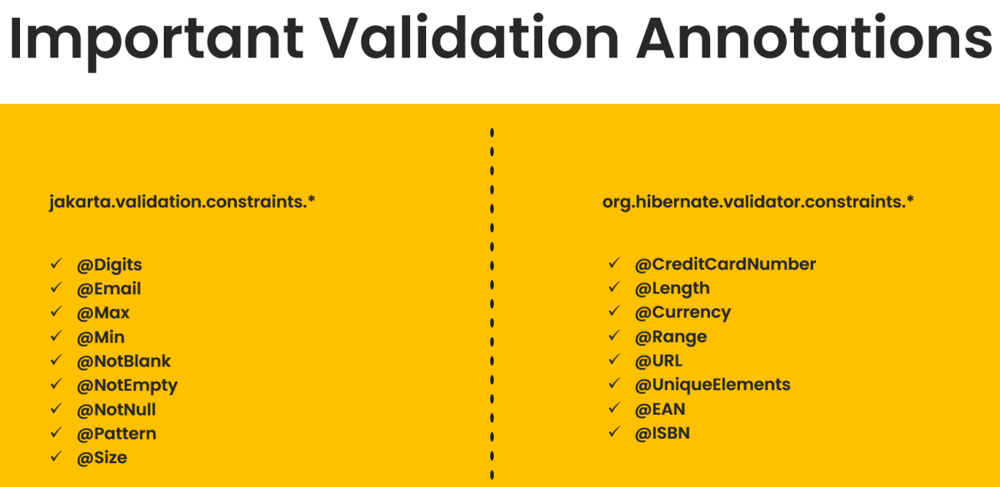 Important Validation Annotations
jakarta.validation.constraints.*
@Digits
@Email
@Max
@Min
@NotBlank
@NotEmpty
@NotNull
@Pattern
@Size
org.hibernate.validator.constraints.*
@CreditCardNumber
@Length
@Currency
@Range
@URL
@UniqueElements
@EAN
@ISBN